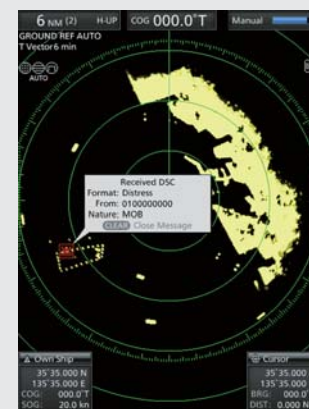 6 NM (2) H-UP COG 000.0°T Manual
GROUND REF AUTO
T Vector 6 min
AUTO
Received DSC
Format: Distress
From: 0100000000
Nature: MOB
CLEAR Close Message
Own Ship
35°35.000 N
135°35.000 E
COG: 000.0°T
SOG: 20.0 kn
Cursor
35°35.000
135°35.000
BRG: 000.0°
DIST: 0.000 N